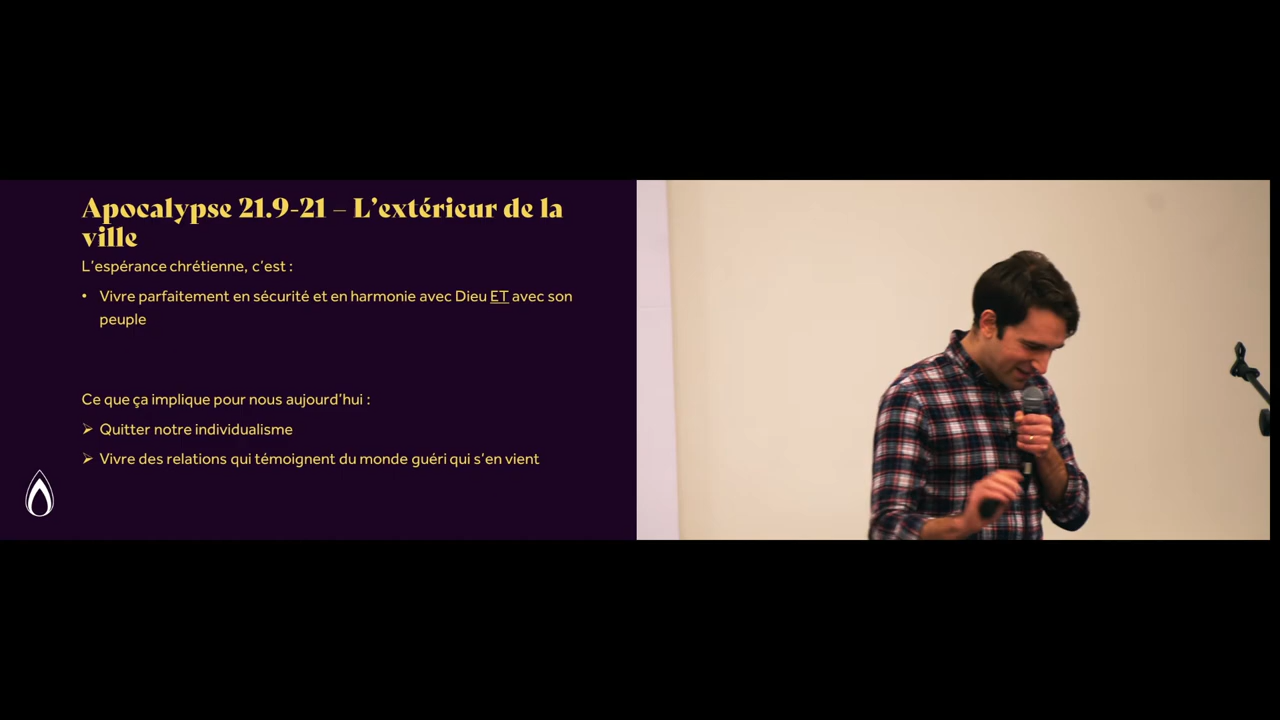 Apocalypse 21.9-21 – L'extérieur de la
ville
L'espérance chrétienne, c'est :
• Vivre parfaitement en sécurité et en harmonie avec Dieu ET avec son
peuple
Ce que ça implique pour nous aujourd'hui :
➢ Quitter notre individualisme
➢ Vivre des relations qui témoignent du monde guéri qui s'en vient